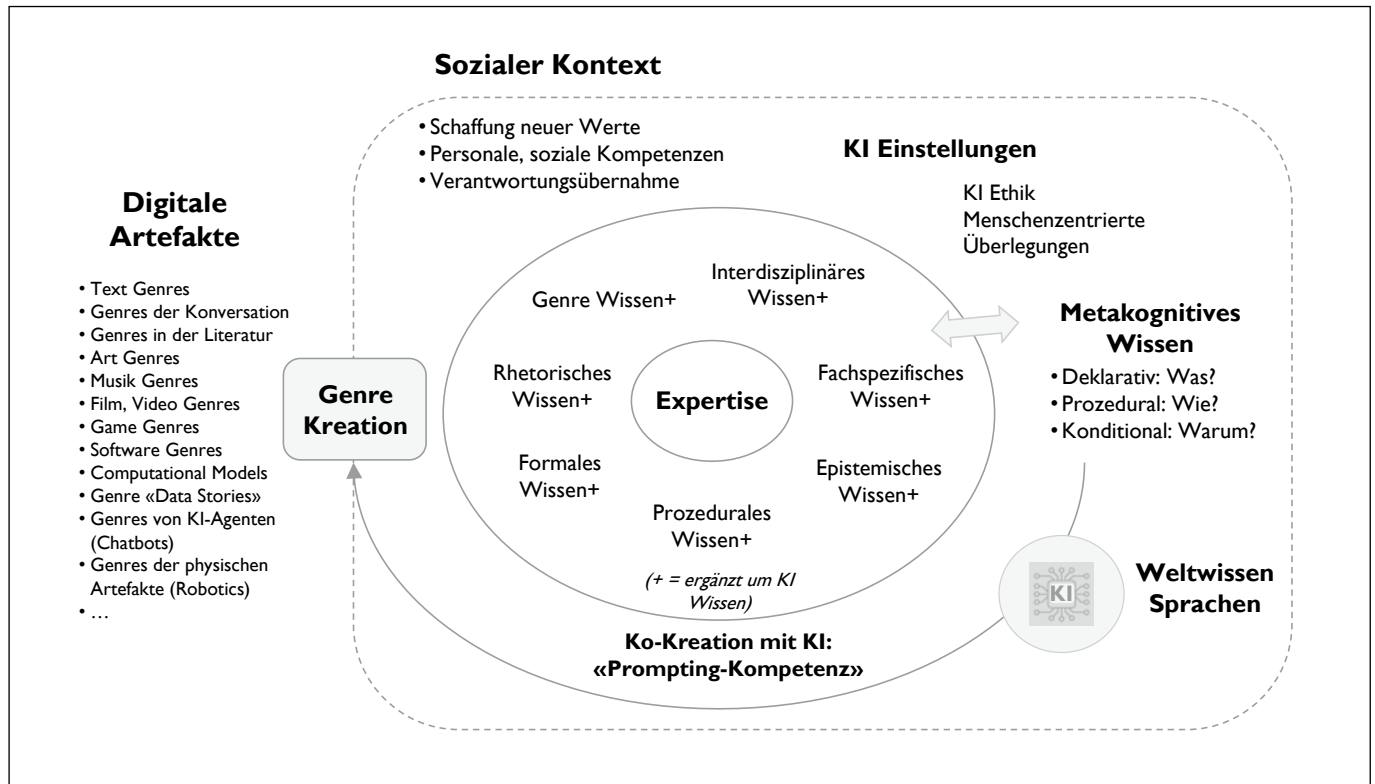 Sozialer Kontext
• Schaffung neuer Werte
• Personale, soziale Kompetenzen
• Verantwortungsübernahme
KI Einstellungen
KI Ethik
Menschenzentrierte
Überlegungen
Digitale
Artefakte
• Text Genres
• Genres der Konversation
• Genres in der Literatur
• Art Genres
• Musik Genres
• Film, Video Genres
• Game Genres
• Software Genres
• Computational Models
• Genre «Data Stories»
• Genres von KI-Agenten
(Chatbots)
• Genres der physischen
Artefakte (Robotics)
• …
Genre
Kreation
Genre Wissen+
Interdisziplinäres
Wissen+
Rhetorisches
Wissen+
Expertise
Fachspezifisches
Wissen+
Formales
Wissen+
Epistemisches
Wissen+
Prozedurales
Wissen+
(+ = ergänzt um KI
Wissen)
Metakognitives
Wissen
• Deklarativ: Was?
• Prozedural: Wie?
• Konditional: Warum?
KI
Weltwissen
Sprachen
Ko-Kreation mit KI:
«Prompting-Kompetenz»